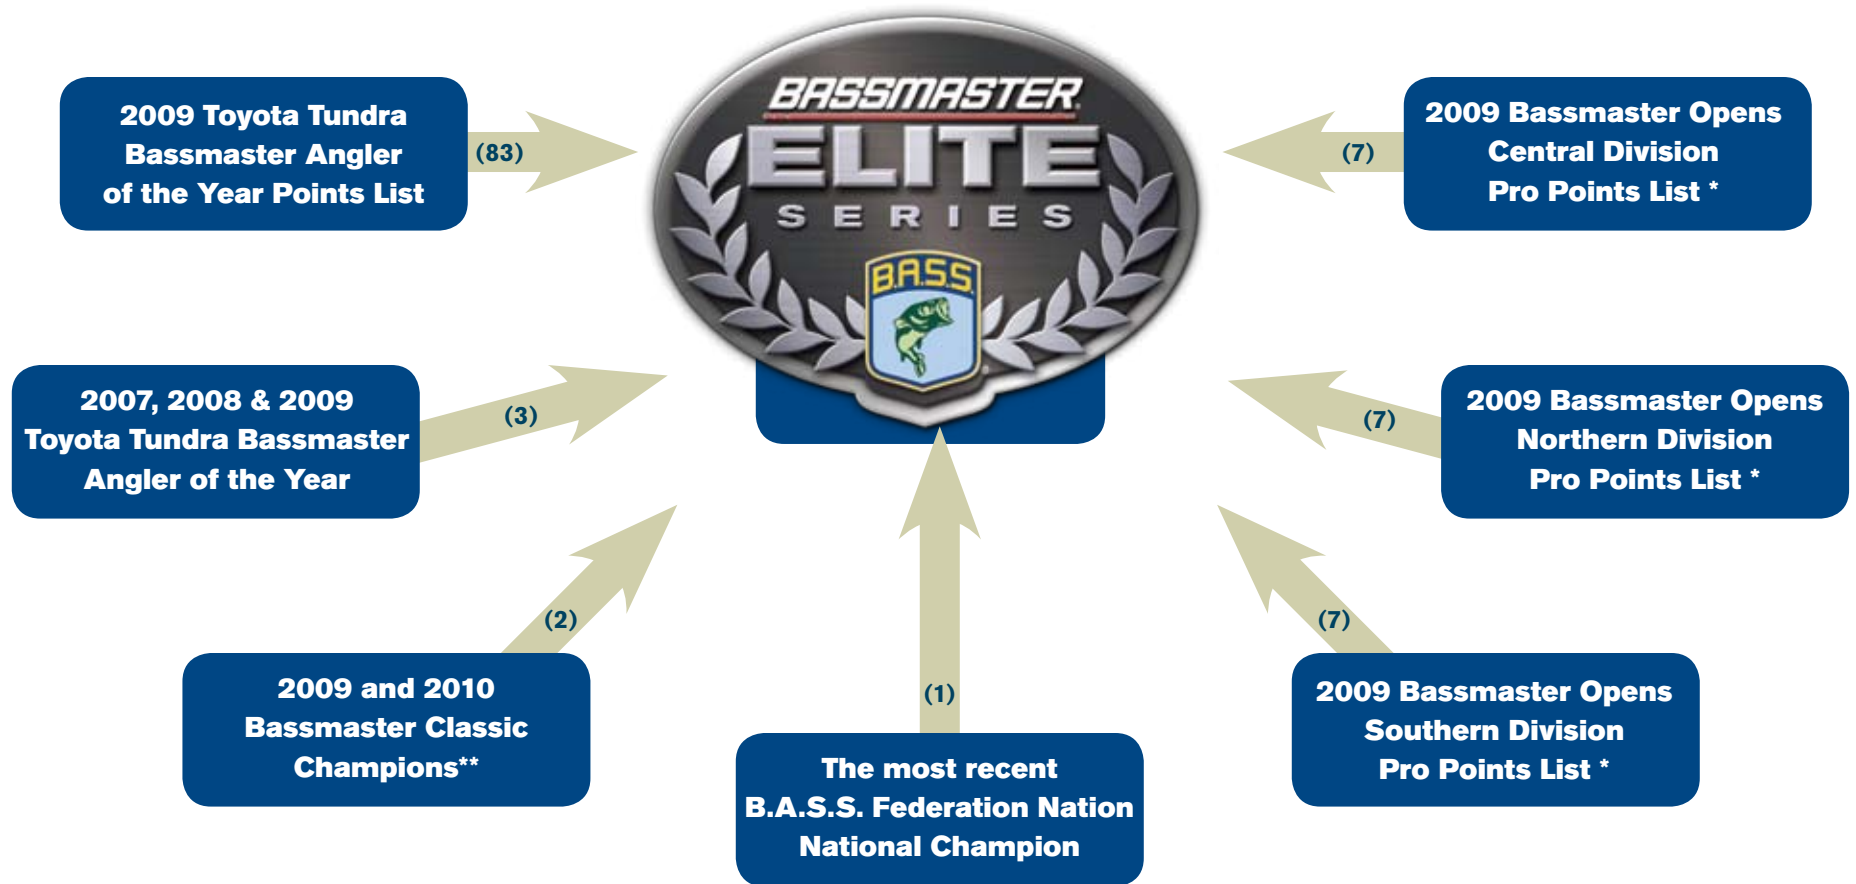 BASSMASTER
ELITE
SERIES
B.A.S.S.
2009 Toyota Tundra
Bassmaster Angler
of the Year Points List
(83)
2007, 2008 & 2009
Toyota Tundra Bassmaster
Angler of the Year
(3)
2009 and 2010
Bassmaster Classic
Champions**
(2)
The most recent
B.A.S.S. Federation Nation
National Champion
(1)
2009 Bassmaster Opens
Central Division
Pro Points List *
(7)
2009 Bassmaster Opens
Northern Division
Pro Points List *
(7)
2009 Bassmaster Opens
Southern Division
Pro Points List *
(7)